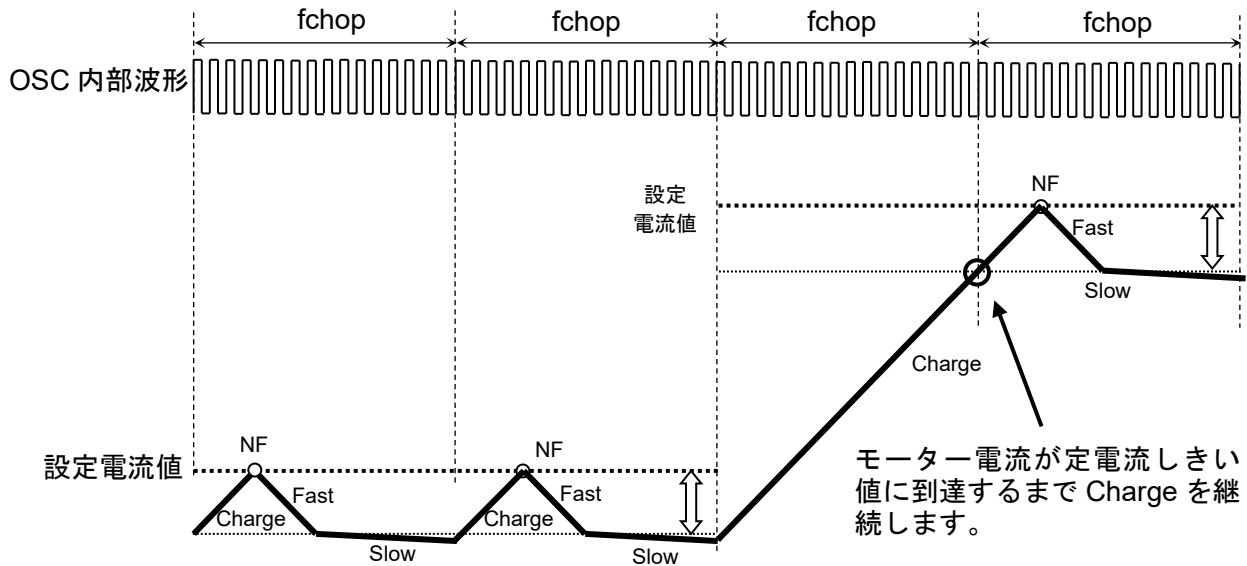 fchop fchop fchop fchop
OSC 内部波形
設定
電流値
NF
Fast
Slow
Charge
NF NF
設定電流値
Fast Fast
Charge Charge
Slow Slow
モーター電流が定電流しきい
値に到達するまで Charge を継
続します。